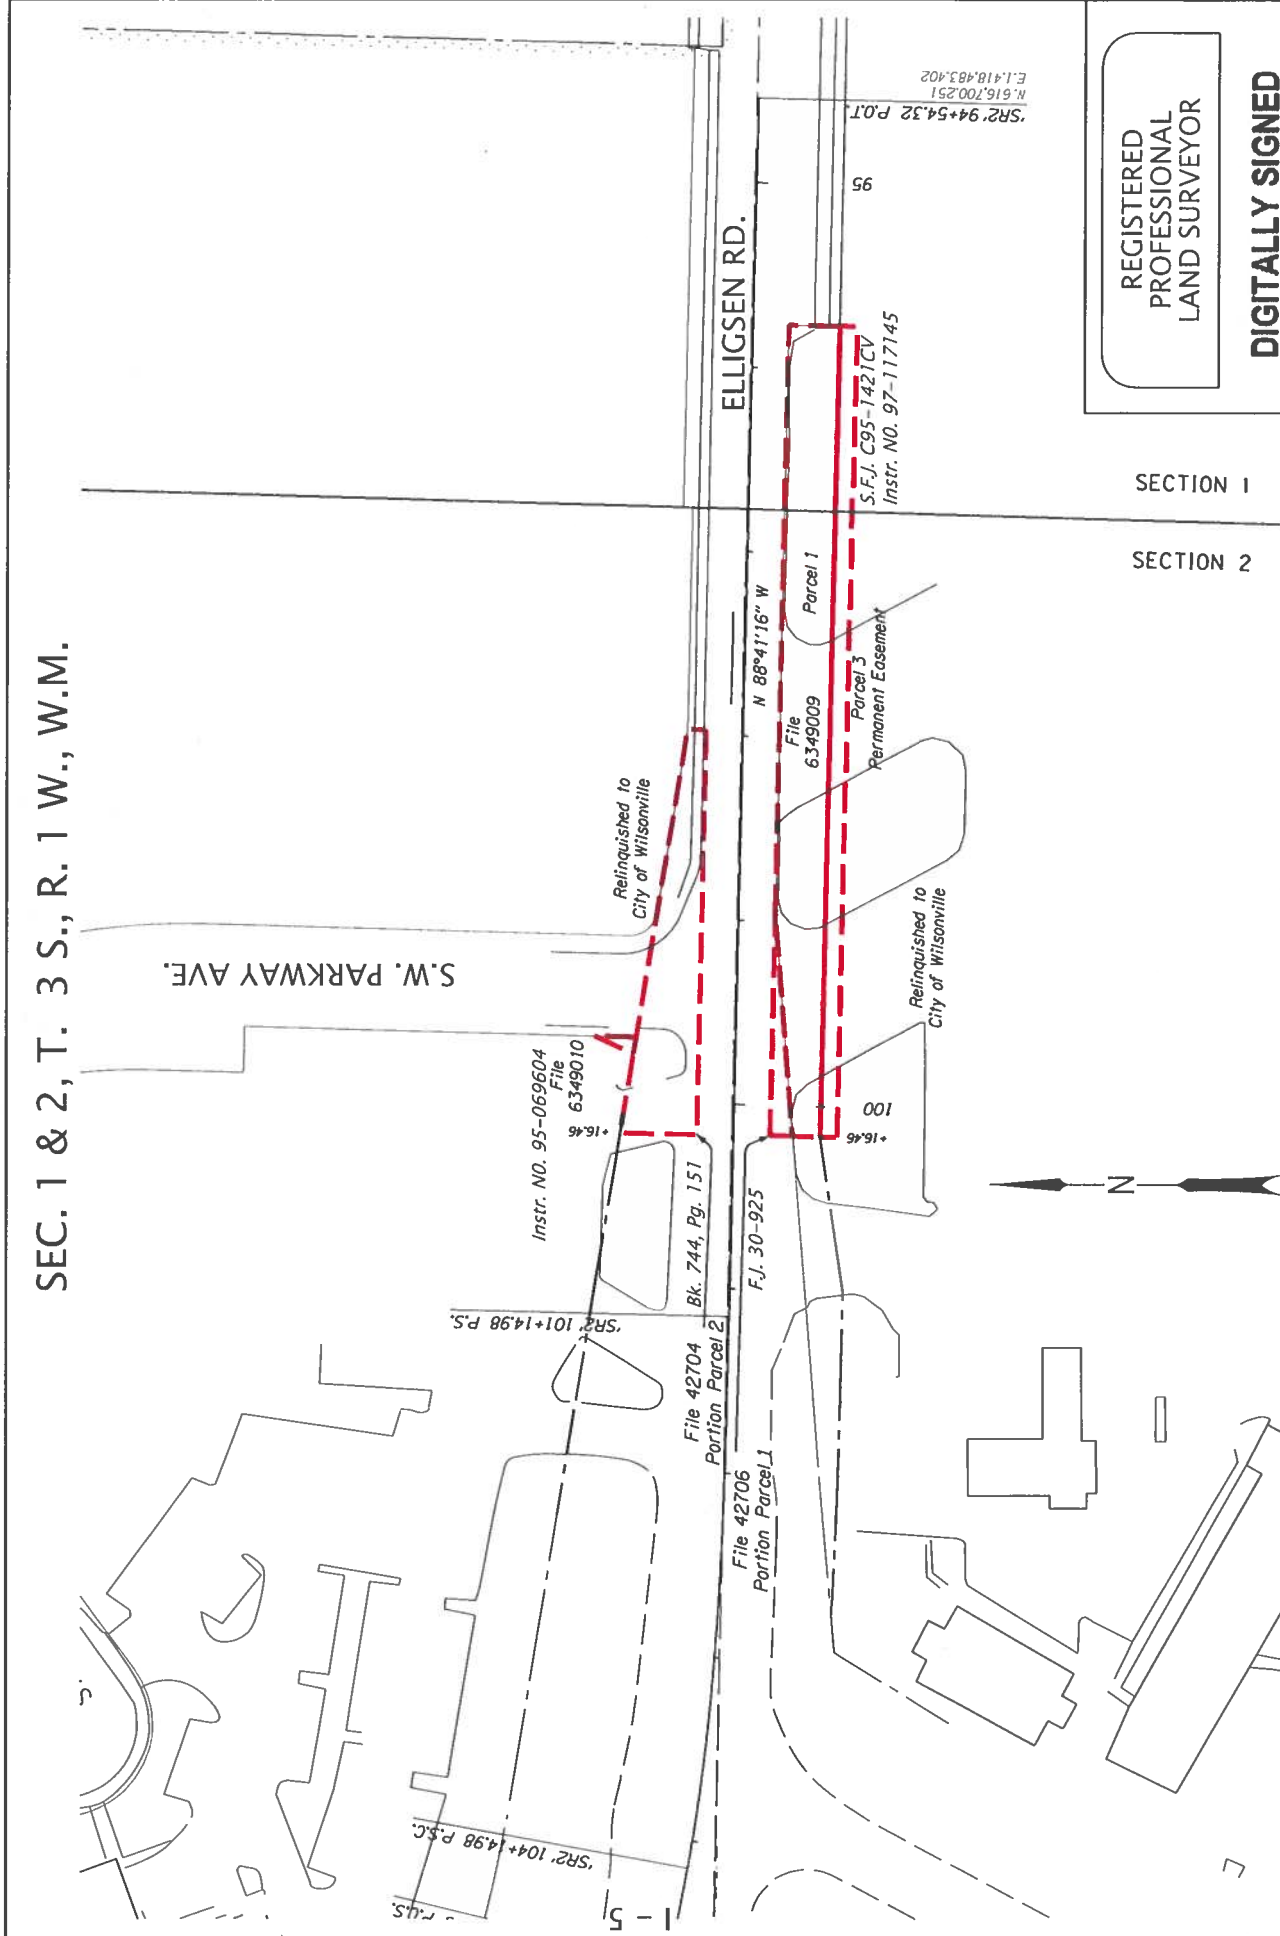 SEC. 1 & 2, T. 3 S., R. 1 W., W.M.
S.W. PARKWAY AVE.
Relinquished to
City of Wilsonville
Instr. NO. 95-069604
File
6349010
+16.46
Bk. 744, Pg. 151
File 42704
Portion Parcel 2
'SR2' 101+14.98 P.S.
'SR2' 104+14.98 P.S.C.
I-5
ELLIGSEN RD.
N 88°41'16" W
F.J. 30-925
File 42706
Portion Parcel 1
'SR2' 94+54.32 P.O.T.
N. 616,700.251
E.1,418,483.402
95
S.F.J. C95-1421CV
Instr. NO. 97-117145
Parcel 1
File
6349009
Parcel 3
Permanent Easement
Relinquished to
City of Wilsonville
100
+16.46
N
SECTION 1
SECTION 2
REGISTERED
PROFESSIONAL
LAND SURVEYOR
DIGITALLY SIGNED